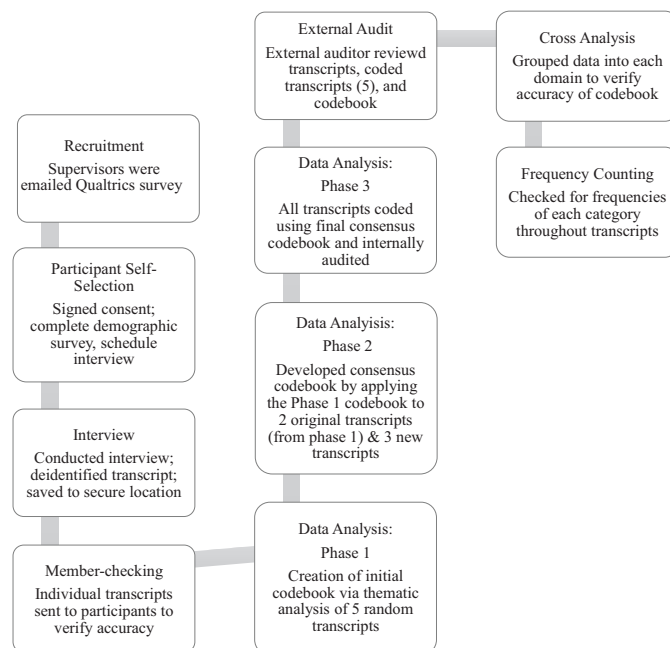 Recruitment
Supervisors were
emailed Qualtrics survey
Participant Self-
Selection
Signed consent;
complete demographic
survey, schedule
interview
Interview
Conducted interview;
deidentified transcript;
saved to secure location
Member-checking
Individual transcripts
sent to participants to
verify accuracy
Data Analysis:
Phase 1
Creation of initial
codebook via thematic
analysis of 5 random
transcripts
Data Analyisis:
Phase 2
Developed consensus
codebook by applying
the Phase 1 codebook to
2 original transcripts
(from phase 1) & 3 new
transcripts
Data Analysis:
Phase 3
All transcripts coded
using final consensus
codebook and internally
audited
External Audit
External auditor reviewd
transcripts, coded
transcripts (5), and
codebook
Cross Analysis
Grouped data into each
domain to verify
accuracy of codebook
Frequency Counting
Checked for frequencies
of each category
throughout transcripts